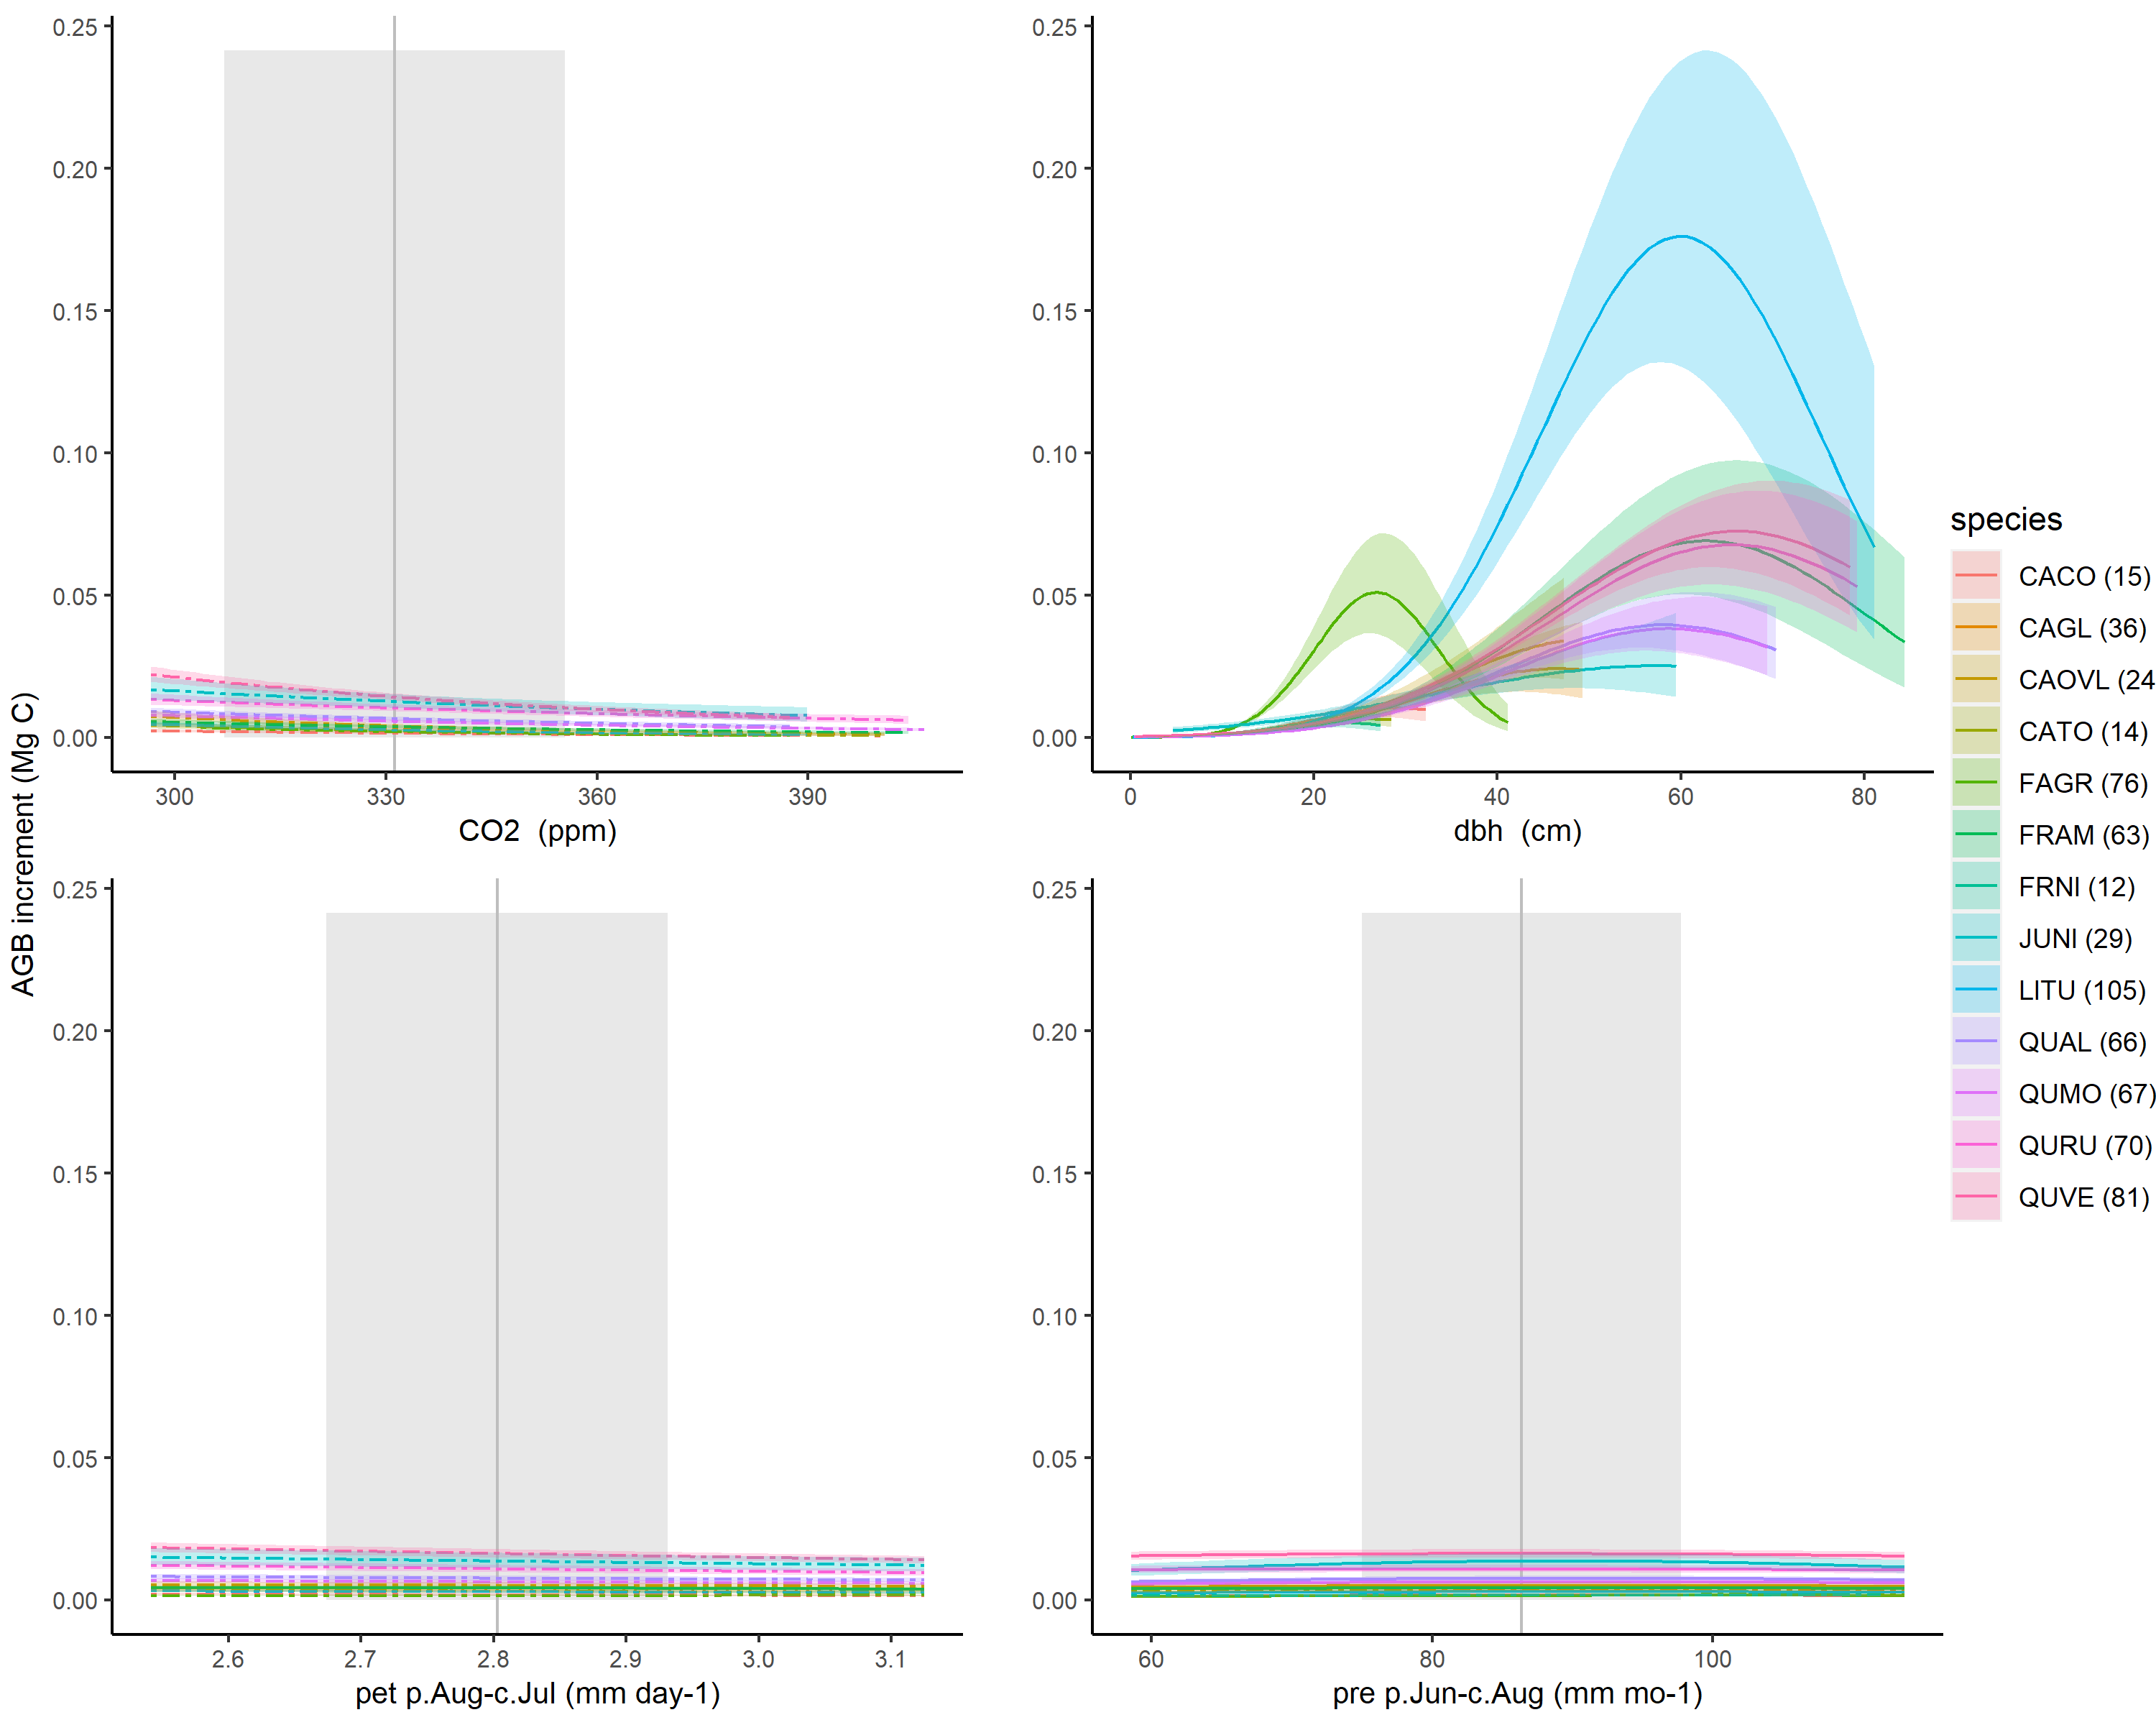 AGB increment (Mg C)
0.25
0.20
0.15
0.10
0.05
0.00
300 330 360 390
CO2 (ppm)
0.25
0.20
0.15
0.10
0.05
0.00
0 20 40 60 80
dbh (cm)
0.25
0.20
0.15
0.10
0.05
0.00
2.6 2.7 2.8 2.9 3.0 3.1
pet p.Aug-c.Jul (mm day-1)
0.25
0.20
0.15
0.10
0.05
0.00
60 80 100
pre p.Jun-c.Aug (mm mo-1)
species
CACO (15)
CAGL (36)
CAOVL (24
CATO (14)
FAGR (76)
FRAM (63)
FRNI (12)
JUNI (29)
LITU (105)
QUAL (66)
QUMO (67)
QURU (70)
QUVE (81)